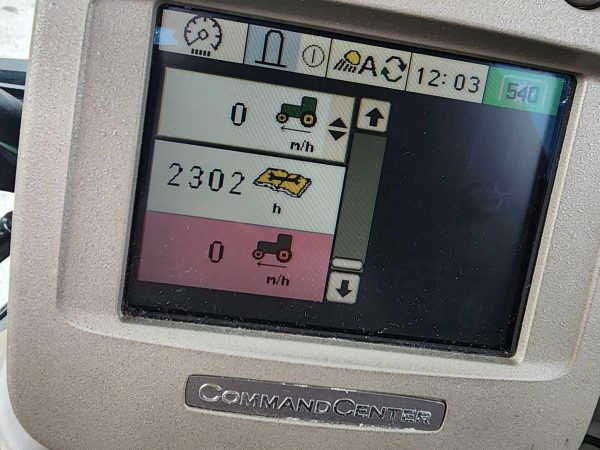 A
12:03
540
0
m/h
2302
h
0
m/h
COMMANDCENTER